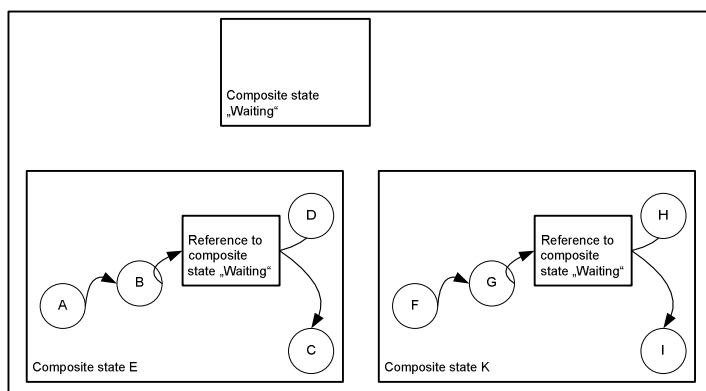 Composite state
„Waiting“
D
Reference to
composite
state „Waiting“
B
A
C
Composite state E
H
Reference to
composite
state „Waiting“
G
F
I
Composite state K